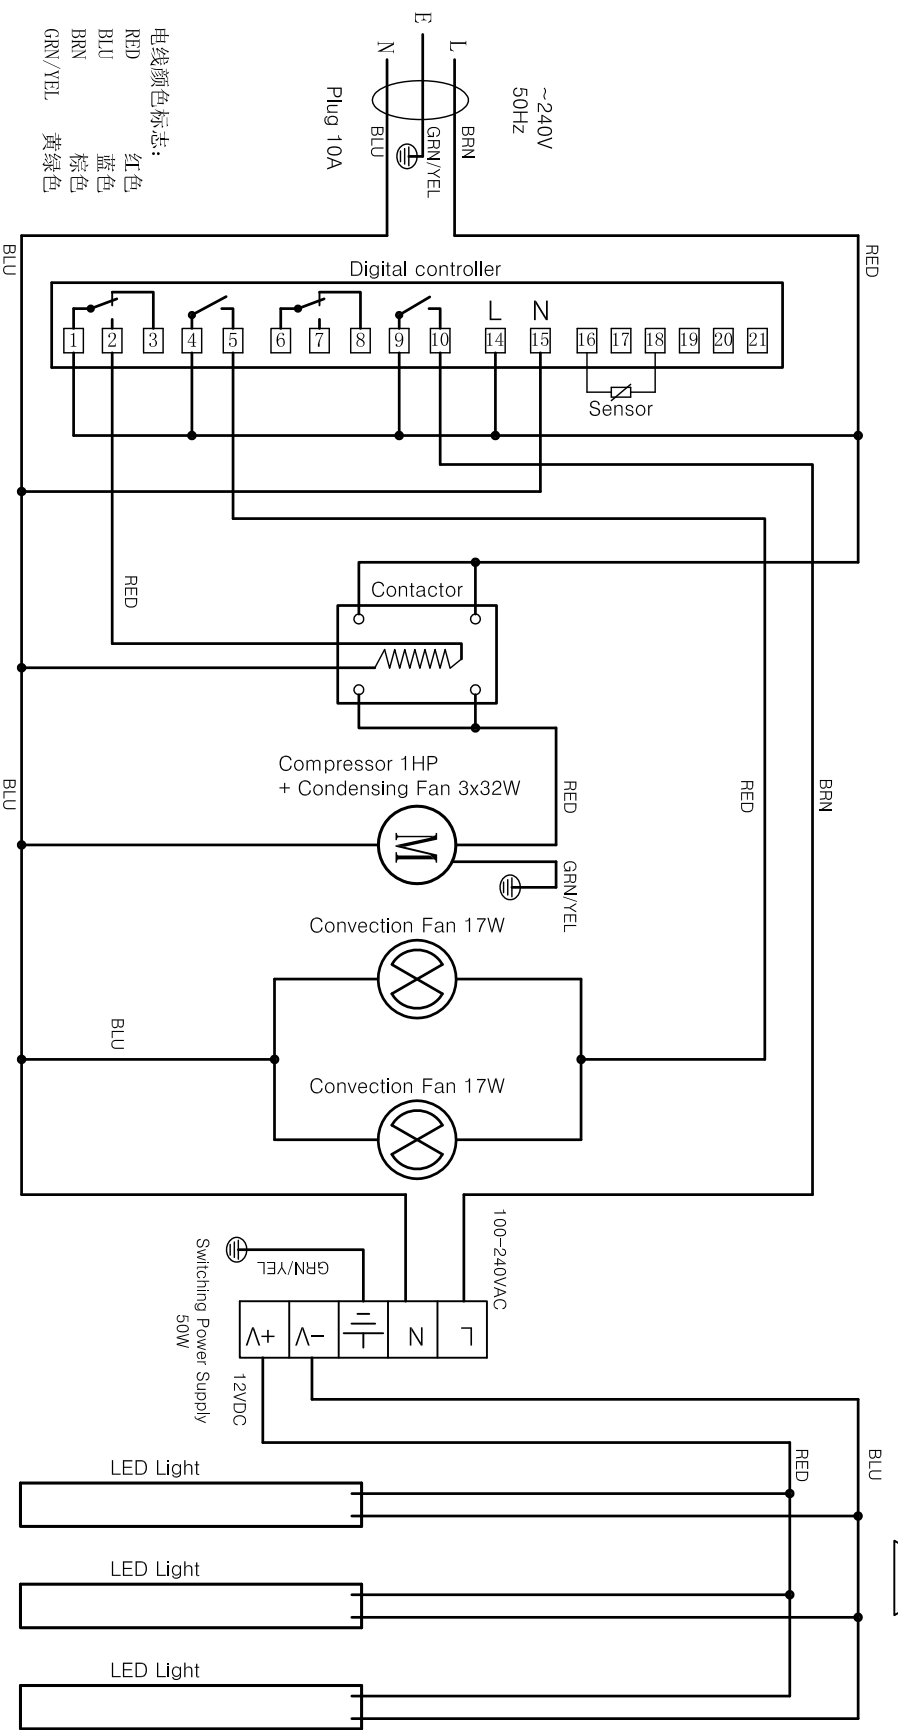 E
L
N
~240V
50Hz
Plug 10A
BRN
GRN/YEL
BLU
电线颜色标志:
RED 红色
BLU 蓝色
BRN 棕色
GRN/YEL 黄绿色
BLU
RED
Digital controller
L N
1 2 3 4 5 6 7 8 9 10 14 15 16 17 18 19 20 21
Sensor
RED
Contactor
Compressor 1HP
+ Condensing Fan 3x32W
M
BLU
RED
RED
BRN
GRN/YEL
Convection Fan 17W
BLU
Convection Fan 17W
100-240VAC
GRN/YEL
Switching Power Supply
50W
V+ V- N L
12VDC
BLU
RED
LED Light
LED Light
LED Light